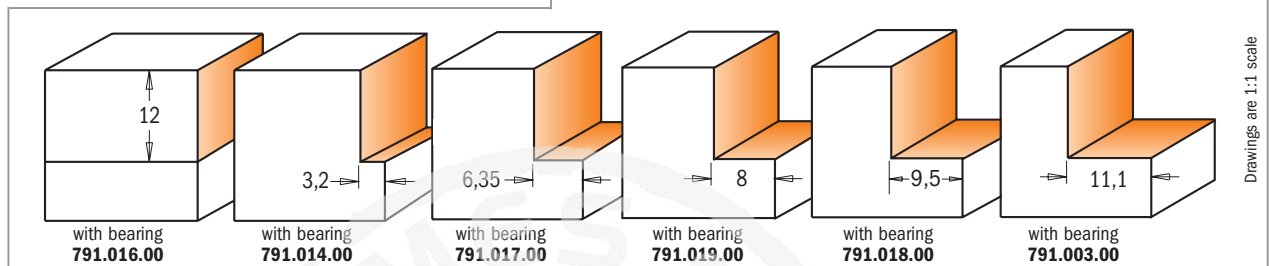 12
3,2
6,35
8
9,5
11,1
with bearing
791.016.00
with bearing
791.014.00
with bearing
791.017.00
with bearing
791.019.00
with bearing
791.018.00
with bearing
791.003.00
Drawings are 1:1 scale